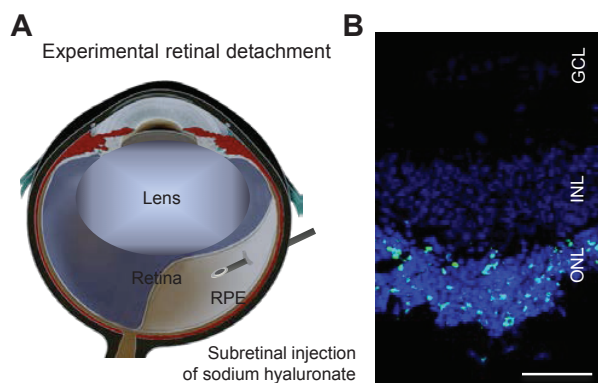 A
Experimental retinal detachment
Lens
Retina
RPE
Subretinal injection
of sodium hyaluronate
B
GCL
INL
ONL